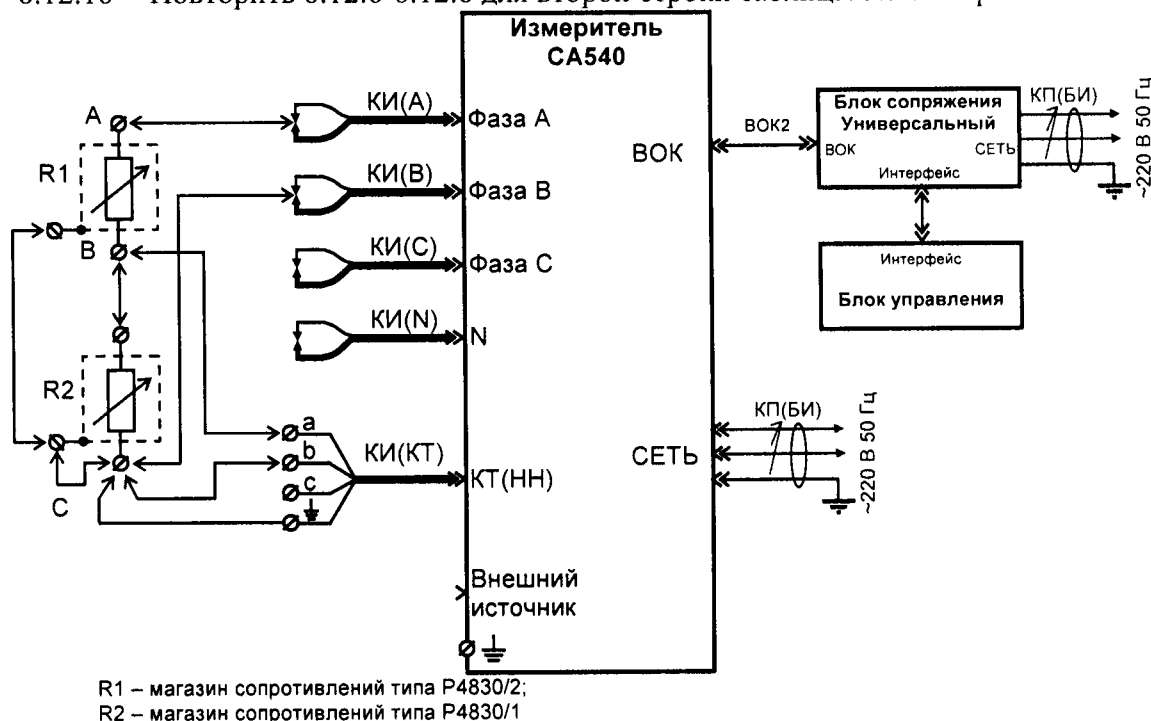 Измеритель
СА540
КИ(А)
Фаза А
КИ(В)
Фаза В
КИ(С)
Фаза С
КИ(N)
N
КИ(КТ)
КТ(НН)
Внешний
источник
ВОК
СЕТЬ
ВОК2
Блок сопряжения
Универсальный
ВОК
СЕТЬ
Интерфейс
КП(БИ)
~220 В 50 Гц
Интерфейс
Блок управления
КП(БИ)
~220 В 50 Гц
А
R1
В
R2
С
a
b
c
R1 – магазин сопротивлений типа Р4830/2;
R2 – магазин сопротивлений типа Р4830/1